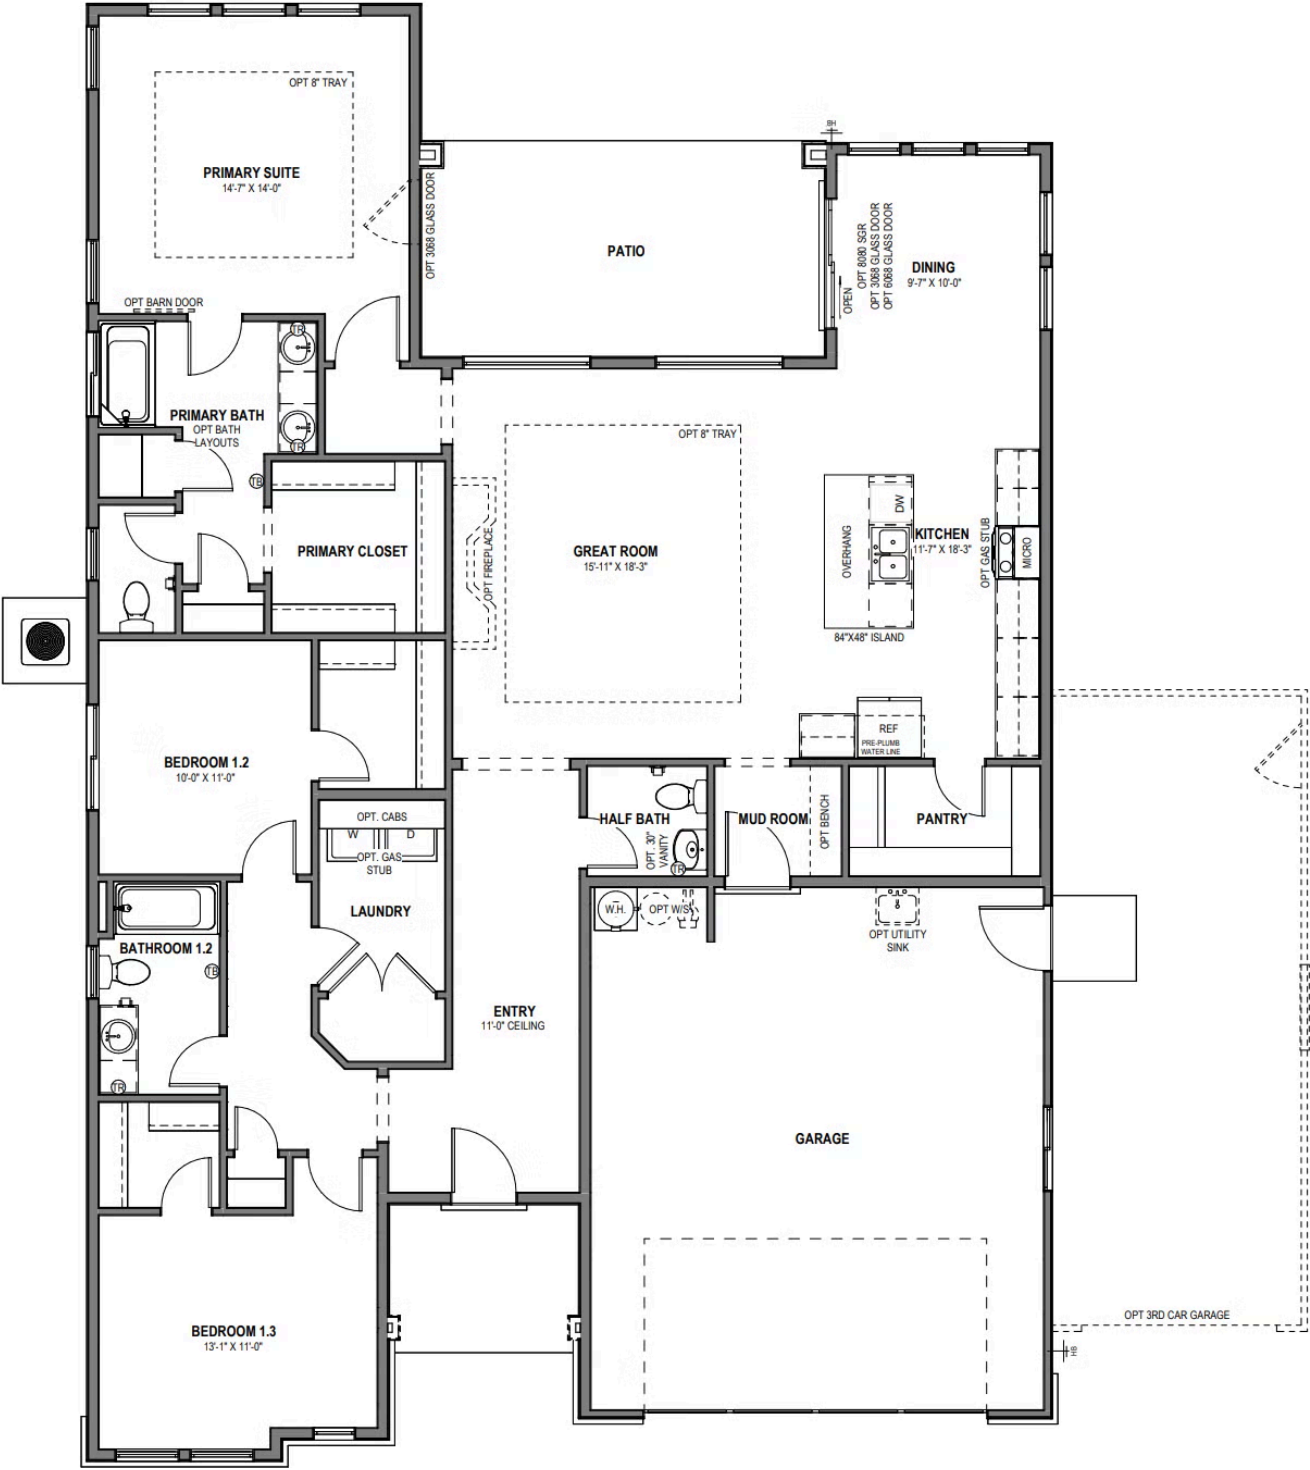 OPT 8" TRAY
PRIMARY SUITE
14'-7" X 14'-0"
OPT BARN DOOR
OPT 3068 GLASS DOOR
PATIO
HB
OPT 8080 SGR
OPT 3068 GLASS DOOR
OPT 6068 GLASS DOOR
OPEN
DINING
9'-7" X 10'-0"
TR
PRIMARY BATH
OPT BATH
LAYOUTS
TR
TB
PRIMARY CLOSET
OPT FIREPLACE
OPT 8" TRAY
GREAT ROOM
15'-11" X 18'-3"
OVERHANG
DW
KITCHEN
11'-7" X 18'-3"
OPT GAS STUB
MICRO
84"X48" ISLAND
REF
PRE-PLUMB
WATER LINE
BEDROOM 1.2
10'-0" X 11'-0"
OPT. CABS
W
D
OPT. GAS
STUB
LAUNDRY
HALF BATH
OPT. 30"
VANITY
TR
MUD ROOM
OPT BENCH
PANTRY
W.H.
OPT W/S
OPT UTILITY
SINK
BATHROOM 1.2
TB
TR
ENTRY
11'-0" CEILING
GARAGE
BEDROOM 1.3
13'-1" X 11'-0"
OPT 3RD CAR GARAGE
HB